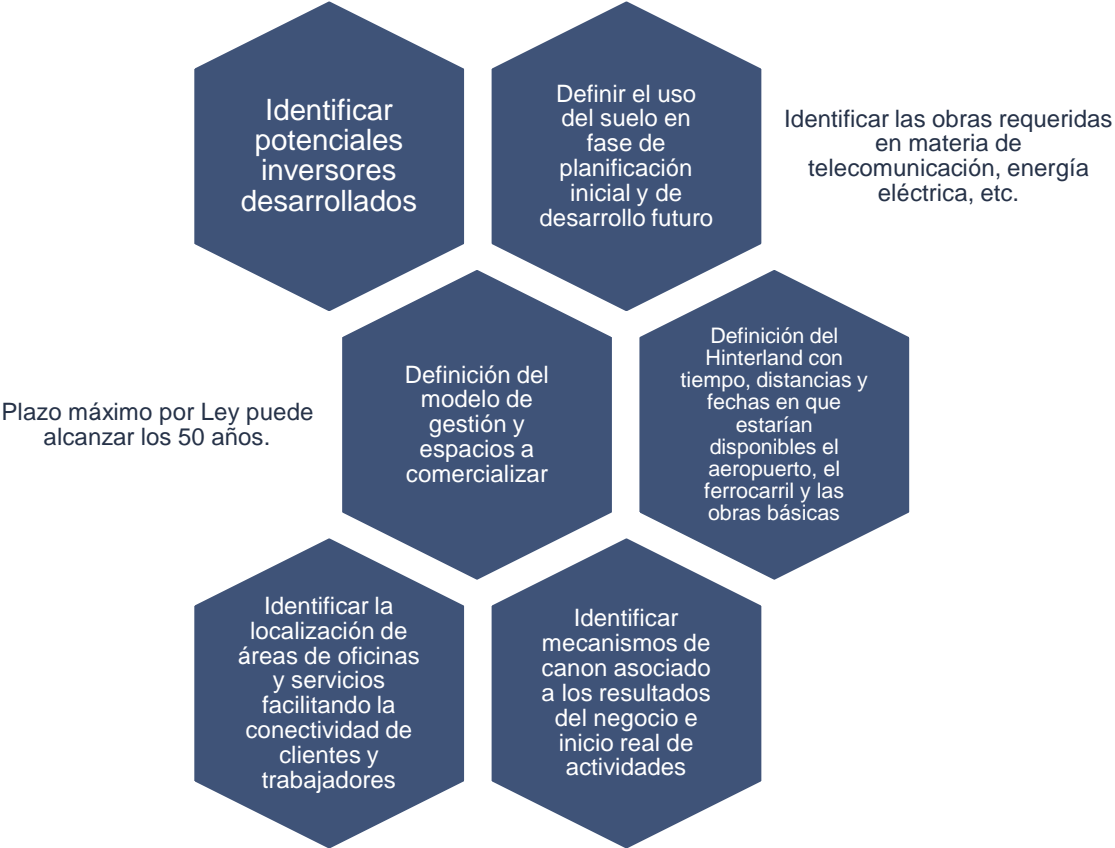 Identificar
potenciales
inversores
desarrollados
Definir el uso
del suelo en
fase de
planificación
inicial y de
desarrollo futuro
Identificar las obras requeridas
en materia de
telecomunicación, energía
eléctrica, etc.
Plazo máximo por Ley puede
alcanzar los 50 años.
Definición del
modelo de
gestión y
espacios a
comercializar
Definición del
Hinterland con
tiempo, distancias y
fechas en que
estarían
disponibles el
aeropuerto, el
ferrocarril y las
obras básicas
Identificar la
localización de
áreas de oficinas
y servicios
facilitando la
conectividad de
clientes y
trabajadores
Identificar
mecanismos de
canon asociado
a los resultados
del negocio e
inicio real de
actividades